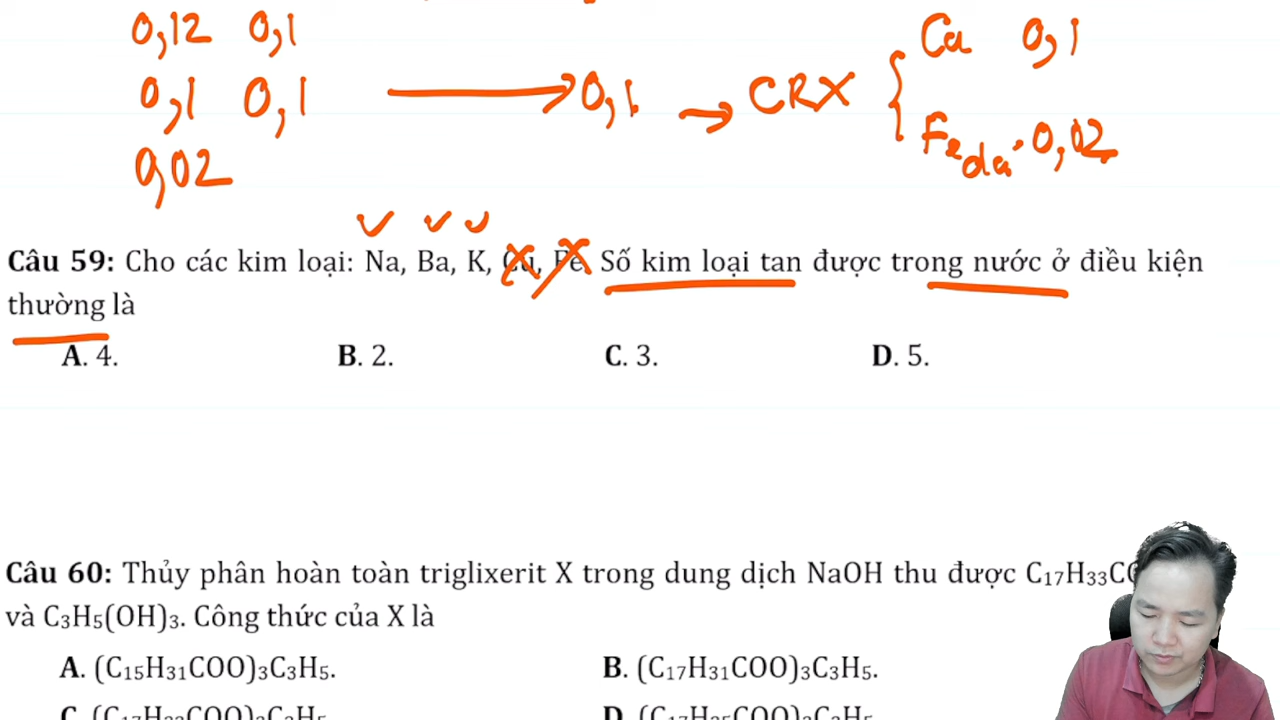 0,12 0,1
Cu 0,1
0,1 0,1 → 0,1 → CRX
Fe dư: 0,02
0,02
Câu 59: Cho các kim loại: Na, Ba, K, Cu, Fe. Số kim loại tan được trong nước ở điều kiện
thường là
A. 4. B. 2. C. 3. D. 5.
Câu 60: Thủy phân hoàn toàn triglixerit X trong dung dịch NaOH thu được
và C₃H₅(OH)₃. Công thức của X là
A. (C₁₅H₃₁COO)₃C₃H₅. B. (C₁₇H₃₁COO)₃C₃H₅.